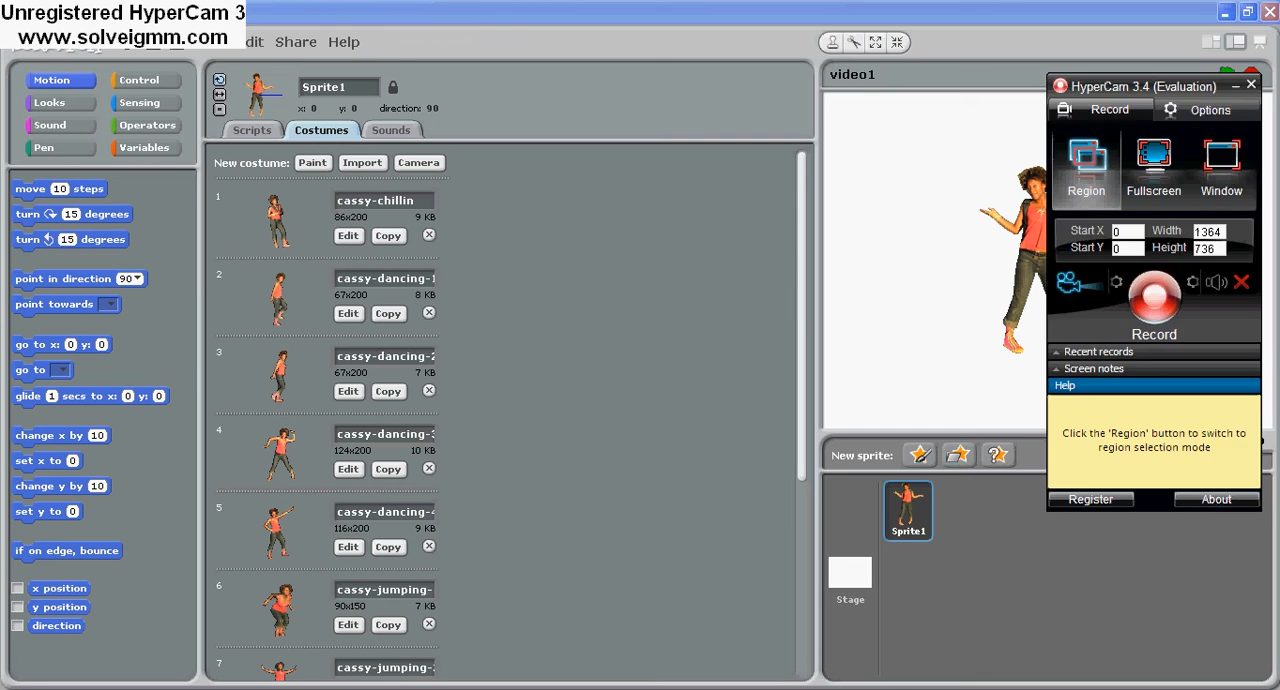 Unregistered HyperCam 3
www.solveigmm.com
dit Share Help
Motion
Control
Looks
Sensing
Sound
Operators
Pen
Variables
move 10 steps
turn 15 degrees
turn 15 degrees
point in direction 90
point towards
go to x: 0 y: 0
go to
glide 1 secs to x: 0 y: 0
change x by 10
set x to 0
change y by 10
set y to 0
if on edge, bounce
x position
y position
direction
Sprite1
x: 0 y: 0 direction: 90
Scripts Costumes Sounds
New costume: Paint Import Camera
1
cassy-chillin
86x200 9 KB
Edit Copy
2
cassy-dancing-1
67x200 8 KB
Edit Copy
3
cassy-dancing-2
67x200 7 KB
Edit Copy
4
cassy-dancing-3
124x200 10 KB
Edit Copy
5
cassy-dancing-4
116x200 9 KB
Edit Copy
6
cassy-jumping-
90x150 7 KB
Edit Copy
7
cassy-jumping-
video1
New sprite:
Sprite1
Stage
HyperCam 3.4 (Evaluation)
Record Options
Region Fullscreen Window
Start X 0 Width 1364
Start Y 0 Height 736
Record
Recent records
Screen notes
Help
Click the 'Region' button to switch to
region selection mode
Register About